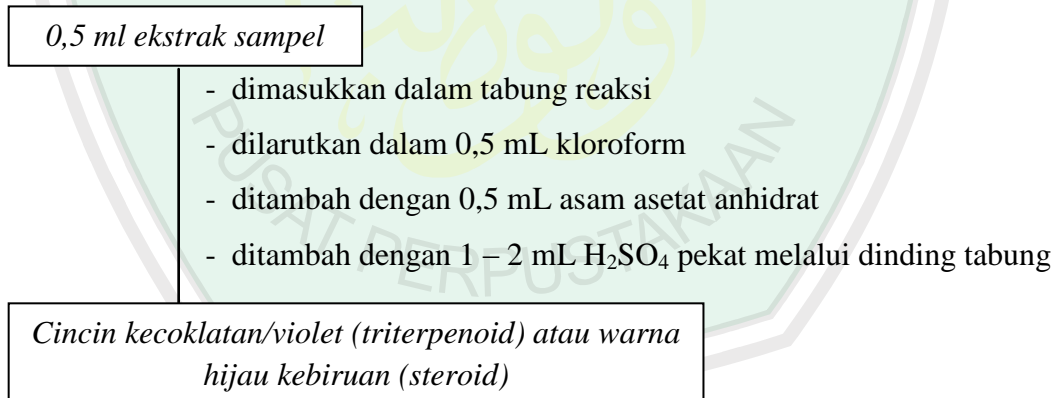 0,5 ml ekstrak sampel
- dimasukkan dalam tabung reaksi
- dilarutkan dalam 0,5 mL kloroform
- ditambah dengan 0,5 mL asam asetat anhidrat
- ditambah dengan 1 – 2 mL H₂SO₄ pekat melalui dinding tabung
PUSAT PERPUSTAKAAN
Cincin kecoklatan/violet (triterpenoid) atau warna
hijau kebiruan (steroid)